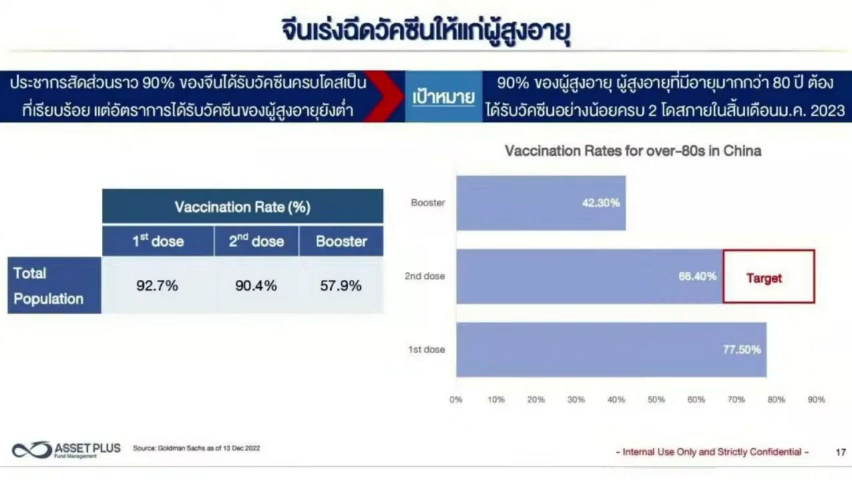 จีนเร่งฉีดวัคซีนให้แก่ผู้สูงอายุ
ประชากรสัดส่วนราว 90% ของจีนได้รับวัคซีนครบโดสเป็น
ที่เรียบร้อย แต่อัตราการได้รับวัคซีนของผู้สูงอายุยังต่ำ
เป้าหมาย
90% ของผู้สูงอายุ ผู้สูงอายุที่มีอายุมากกว่า 80 ปี ต้อง
ได้รับวัคซีนอย่างน้อยครบ 2 โดสภายในสิ้นเดือนม.ค. 2023
Vaccination Rate (%)
1st dose 2nd dose Booster
Total
Population
92.7% 90.4% 57.9%
Vaccination Rates for over-80s in China
Booster 42.30%
2nd dose 66.40% Target
1st dose 77.50%
0% 10% 20% 30% 40% 50% 60% 70% 80% 90%
ASSET PLUS
Fund Management
Source: Goldman Sachs as of 13 Dec 2022
- Internal Use Only and Strictly Confidential -
17